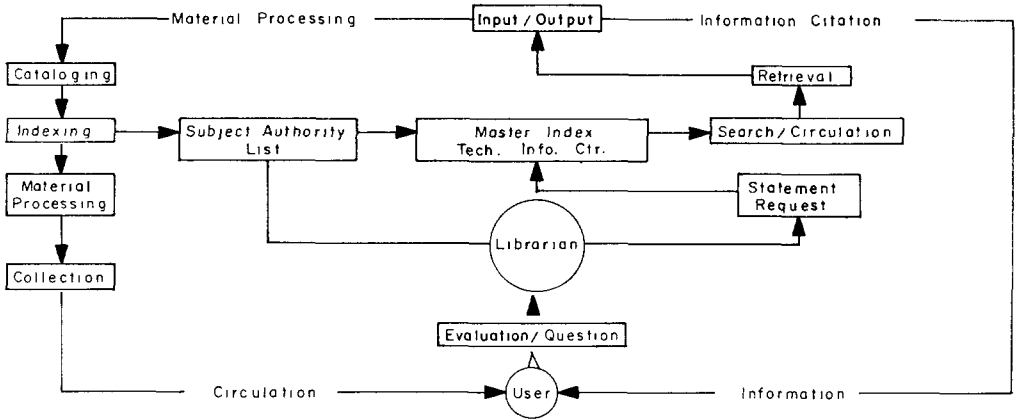 Material Processing
Input/Output
Information Citation
Cataloging
Retrieval
Indexing
Subject Authority
List
Master Index
Tech. Info. Ctr.
Search/Circulation
Material
Processing
Statement
Request
Librarian
Collection
Evaluation/Question
Circulation
User
Information